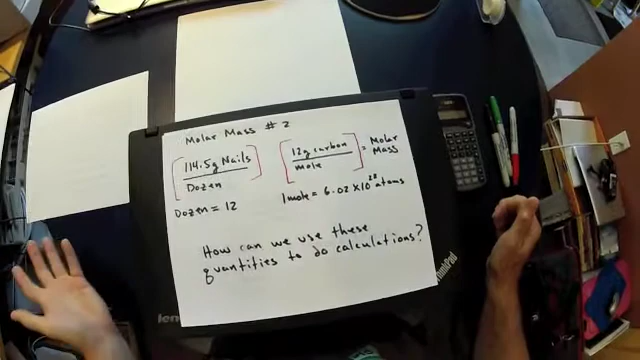 Molar Mass # 2
114.5g Nails
Dozen
12g carbon
mole
= Molar Mass
Dozen = 12
1mole = 6.02 x 10²³ atoms
How can we use these
quantities to do calculations?
ThinkPad